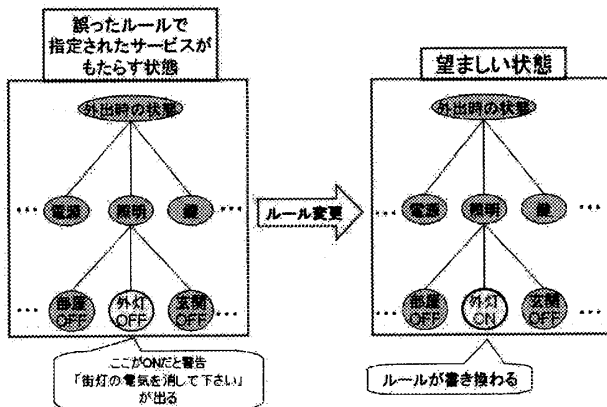 誤ったルールで
指定されたサービスが
もたらす状態
外出時の状態
…
電源
照明
鍵
…
…
部屋
OFF
外灯
OFF
玄関
OFF
…
ここがONだと警告
「街灯の電気を消して下さい」
が出る
ルール変更
望ましい状態
外出時の状態
…
電源
照明
鍵
…
…
部屋
OFF
外灯
ON
玄関
OFF
…
ルールが書き換わる